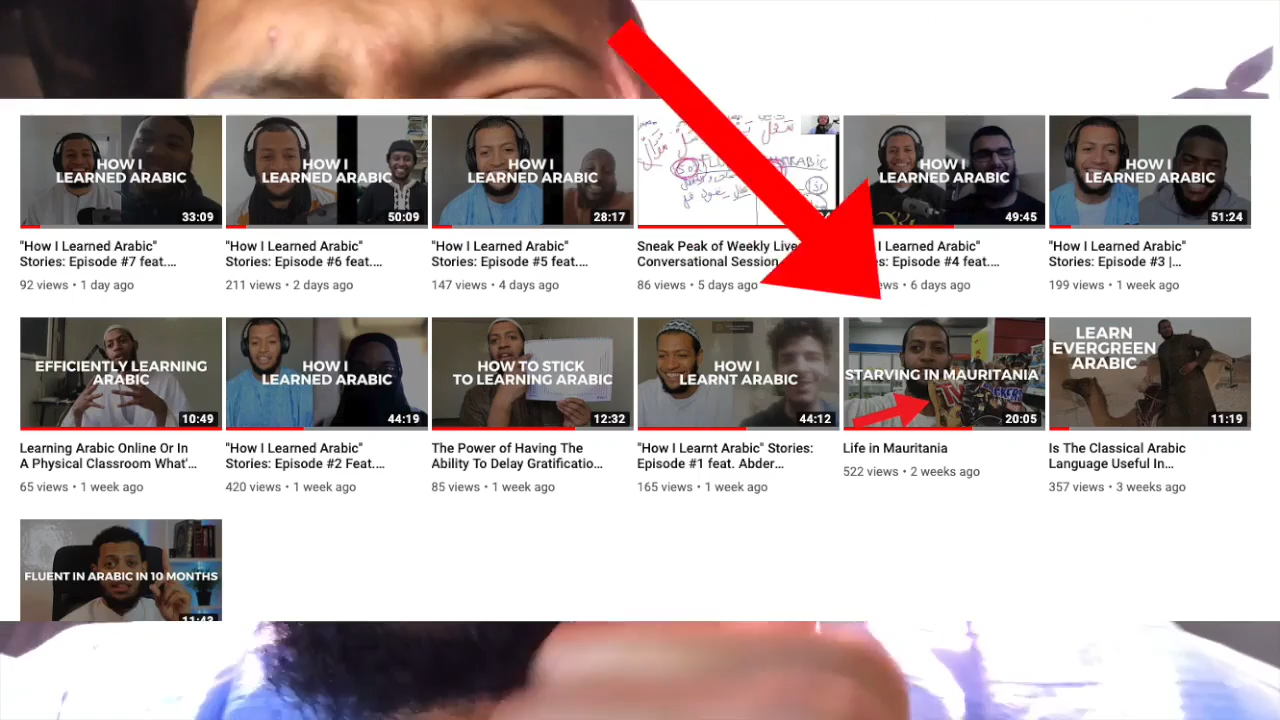 HOW I
LEARNED ARABIC
33:09
"How I Learned Arabic"
Stories: Episode #7 feat....
92 views • 1 day ago
HOW I
LEARNED ARABIC
50:09
"How I Learned Arabic"
Stories: Episode #6 feat....
211 views • 2 days ago
HOW I
LEARNED ARABIC
28:17
"How I Learned Arabic"
Stories: Episode #5 feat....
147 views • 4 days ago
Sneak Peak of Weekly Live
Conversational Session
86 views • 5 days ago
HOW I
LEARNED ARABIC
49:45
I Learned Arabic"
Episode #4 feat....
6 days ago
HOW I
LEARNED ARABIC
51:24
"How I Learned Arabic"
Stories: Episode #3 |...
199 views • 1 week ago
EFFICIENTLY LEARNING
ARABIC
10:49
Learning Arabic Online Or In
A Physical Classroom What'...
65 views • 1 week ago
HOW I
LEARNED ARABIC
44:19
"How I Learned Arabic"
Stories: Episode #2 Feat....
420 views • 1 week ago
HOW TO STICK
TO LEARNING ARABIC
12:32
The Power of Having The
Ability To Delay Gratificatio...
85 views • 1 week ago
HOW I
LEARNT ARABIC
44:12
"How I Learnt Arabic" Stories:
Episode #1 feat. Abder...
165 views • 1 week ago
STARVING IN MAURITANIA
20:05
Life in Mauritania
522 views • 2 weeks ago
LEARN
EVERGREEN
ARABIC
11:19
Is The Classical Arabic
Language Useful In...
357 views • 3 weeks ago
FLUENT IN ARABIC IN 10 MONTHS
11:43